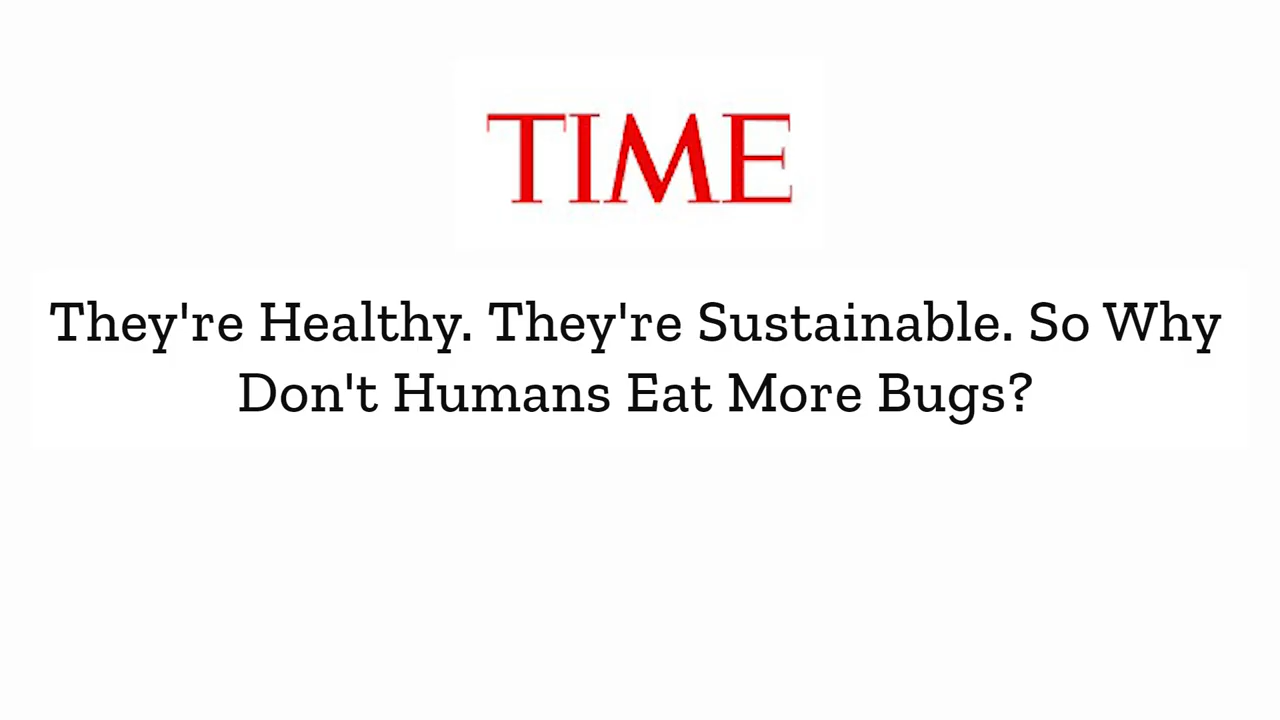 TIME
They're Healthy. They're Sustainable. So Why
Don't Humans Eat More Bugs?